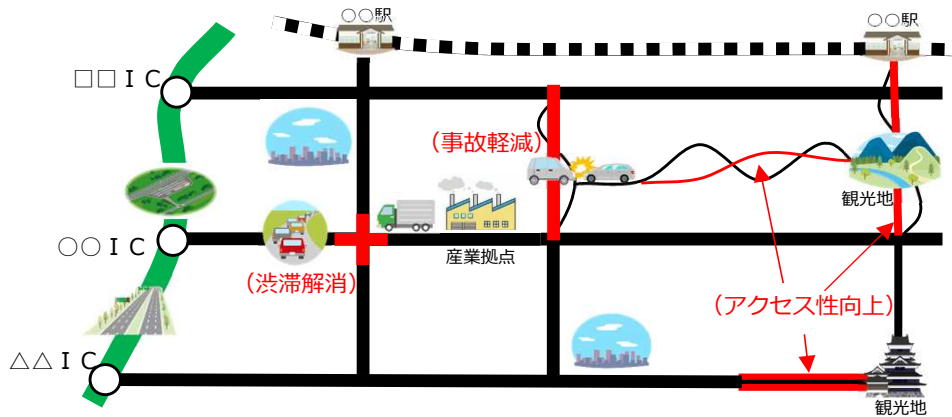 ○○駅
○○駅
□□ＩＣ
（事故軽減）
観光地
○○ＩＣ
産業拠点
（渋滞解消）
（アクセス性向上）
△△ＩＣ
観光地